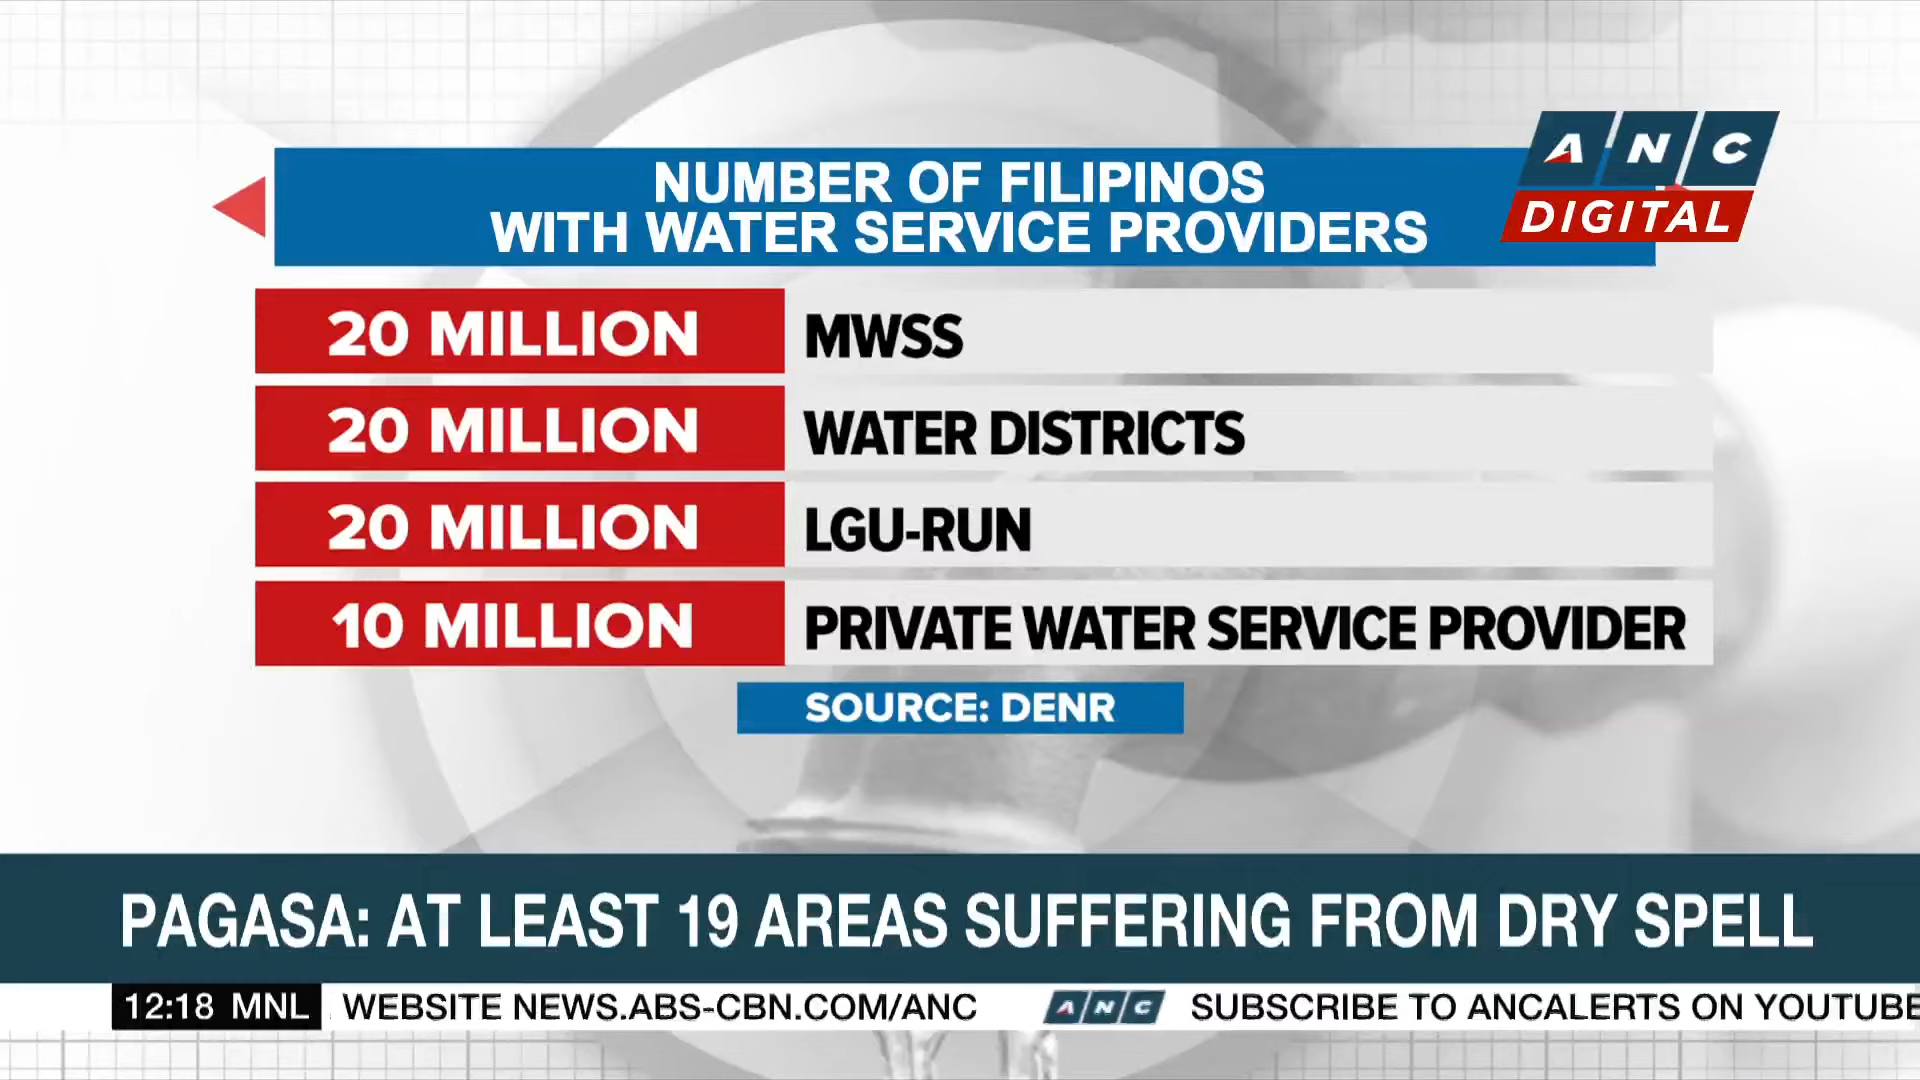 ANC
DIGITAL
NUMBER OF FILIPINOS
WITH WATER SERVICE PROVIDERS
20 MILLION MWSS
20 MILLION WATER DISTRICTS
20 MILLION LGU-RUN
10 MILLION PRIVATE WATER SERVICE PROVIDER
SOURCE: DENR
PAGASA: AT LEAST 19 AREAS SUFFERING FROM DRY SPELL
12:18 MNL WEBSITE NEWS.ABS-CBN.COM/ANC ANC SUBSCRIBE TO ANCALERTS ON YOUTUBE